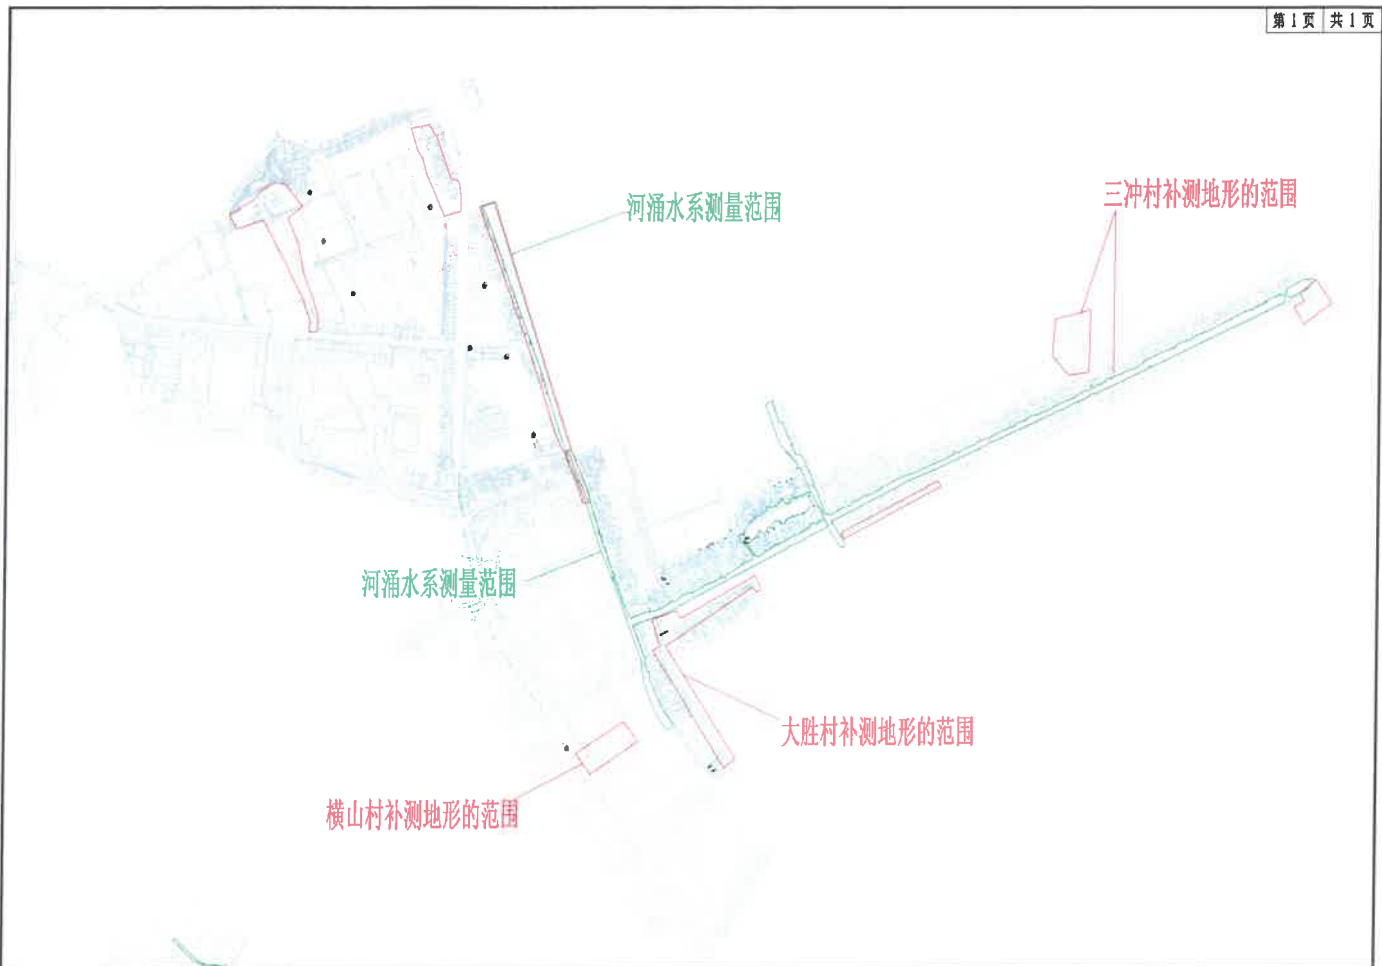 第 1 页 共 1 页
三冲村补测地形的范围
河涌水系测量范围
河涌水系测量范围
大胜村补测地形的范围
横山村补测地形的范围